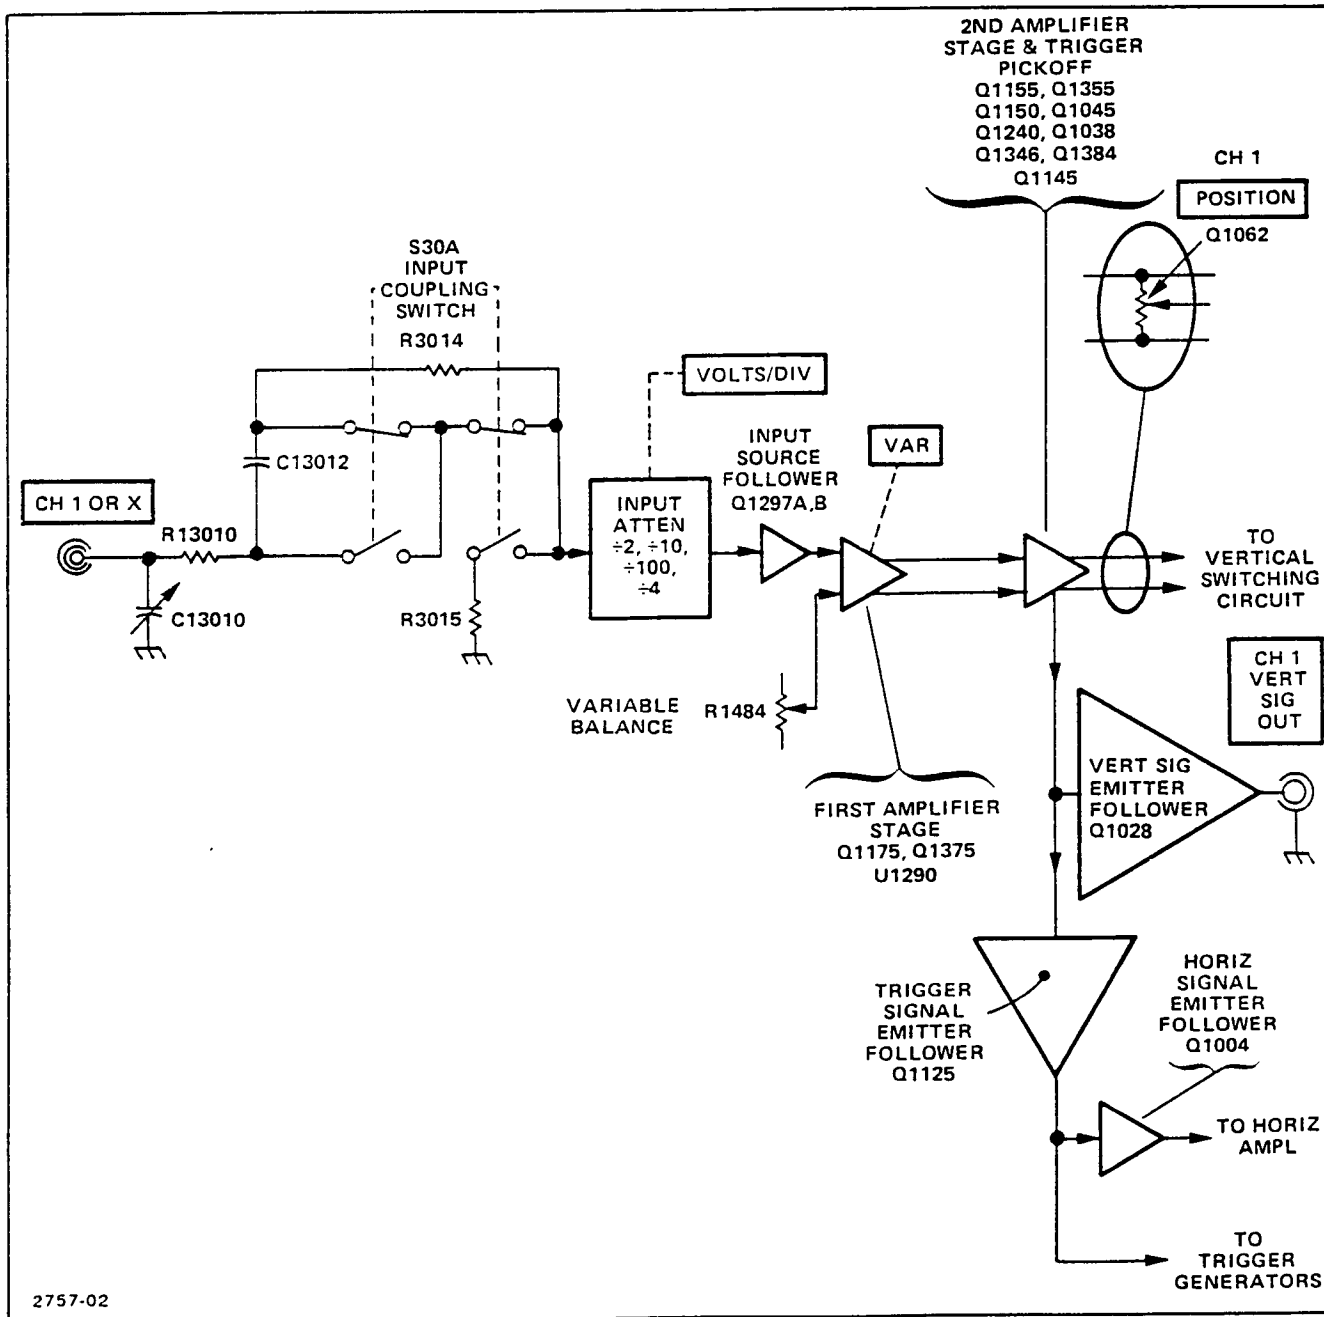 2ND AMPLIFIER
STAGE & TRIGGER
PICKOFF
Q1155, Q1355
Q1150, Q1045
Q1240, Q1038
Q1346, Q1384
Q1145
CH 1
POSITION
Q1062
S30A
INPUT
COUPLING
SWITCH
R3014
VOLTS/DIV
C13012
CH 1 OR X
R13010
C13010
R3015
INPUT
ATTEN
÷2, ÷10,
÷100,
÷4
INPUT
SOURCE
FOLLOWER
Q1297A,B
VAR
TO
VERTICAL
SWITCHING
CIRCUIT
VARIABLE
BALANCE
R1484
CH 1
VERT
SIG
OUT
VERT SIG
EMITTER
FOLLOWER
Q1028
FIRST AMPLIFIER
STAGE
Q1175, Q1375
U1290
TRIGGER
SIGNAL
EMITTER
FOLLOWER
Q1125
HORIZ
SIGNAL
EMITTER
FOLLOWER
Q1004
TO HORIZ
AMPL
TO
TRIGGER
GENERATORS
2757-02